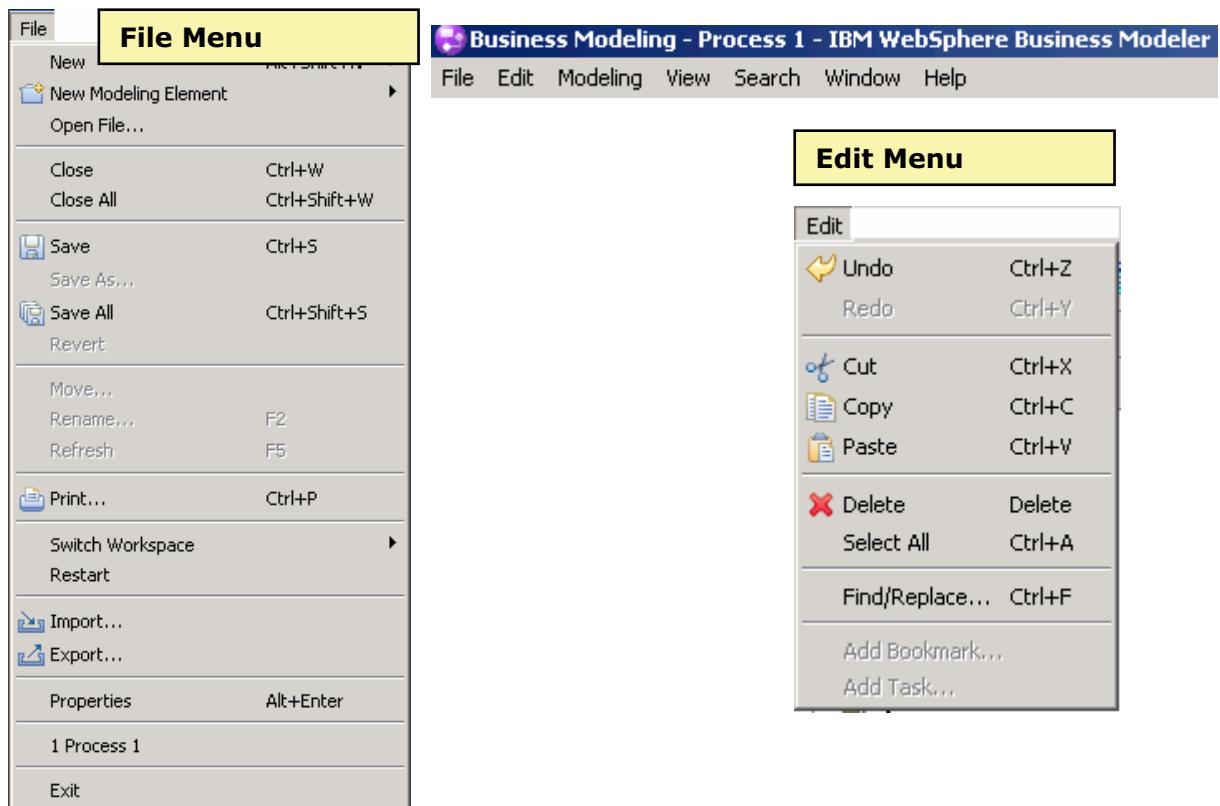 File
File Menu
New
New Modeling Element
Open File...
Close Ctrl+W
Close All Ctrl+Shift+W
Save Ctrl+S
Save As...
Save All Ctrl+Shift+S
Revert
Move...
Rename... F2
Refresh F5
Print... Ctrl+P
Switch Workspace
Restart
Import...
Export...
Properties Alt+Enter
1 Process 1
Exit
Business Modeling - Process 1 - IBM WebSphere Business Modeler
File Edit Modeling View Search Window Help
Edit Menu
Edit
Undo Ctrl+Z
Redo Ctrl+Y
Cut Ctrl+X
Copy Ctrl+C
Paste Ctrl+V
Delete Delete
Select All Ctrl+A
Find/Replace... Ctrl+F
Add Bookmark...
Add Task...